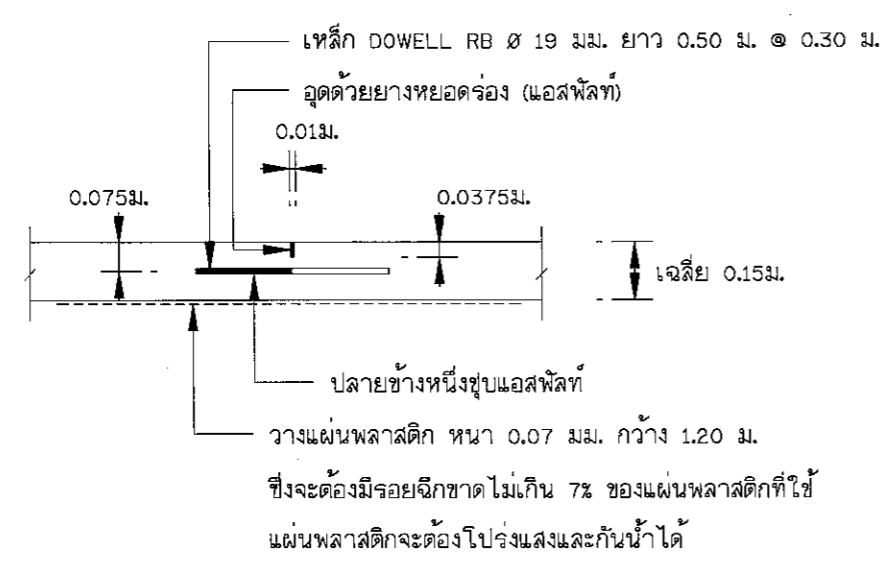 เหล็ก DOWELL RB Ø 19 มม. ยาว 0.50 ม. @ 0.30 ม.
อุดด้วยยางหยอดร่อง (แอสฟัลท์)
0.01ม.
0.075ม.
0.0375ม.
เฉลี่ย 0.15ม.
ปลายข้างหนึ่งชุบแอสฟัลท์
วางแผ่นพลาสติก หนา 0.07 มม. กว้าง 1.20 ม.
ซึ่งจะต้องมีรอยฉีกขาดไม่เกิน 7% ของแผ่นพลาสติกที่ใช้
แผ่นพลาสติกจะต้องโปร่งแสงและกันน้ำได้